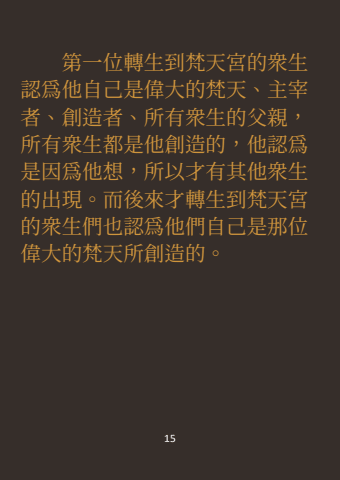 第一位轉生到梵天宮的衆生
認爲他自己是偉大的梵天、主宰
者、創造者、所有衆生的父親，
所有衆生都是他創造的，他認爲
是因爲他想，所以才有其他衆生
的出現。而後來才轉生到梵天宮
的衆生們也認爲他們自己是那位
偉大的梵天所創造的。
15